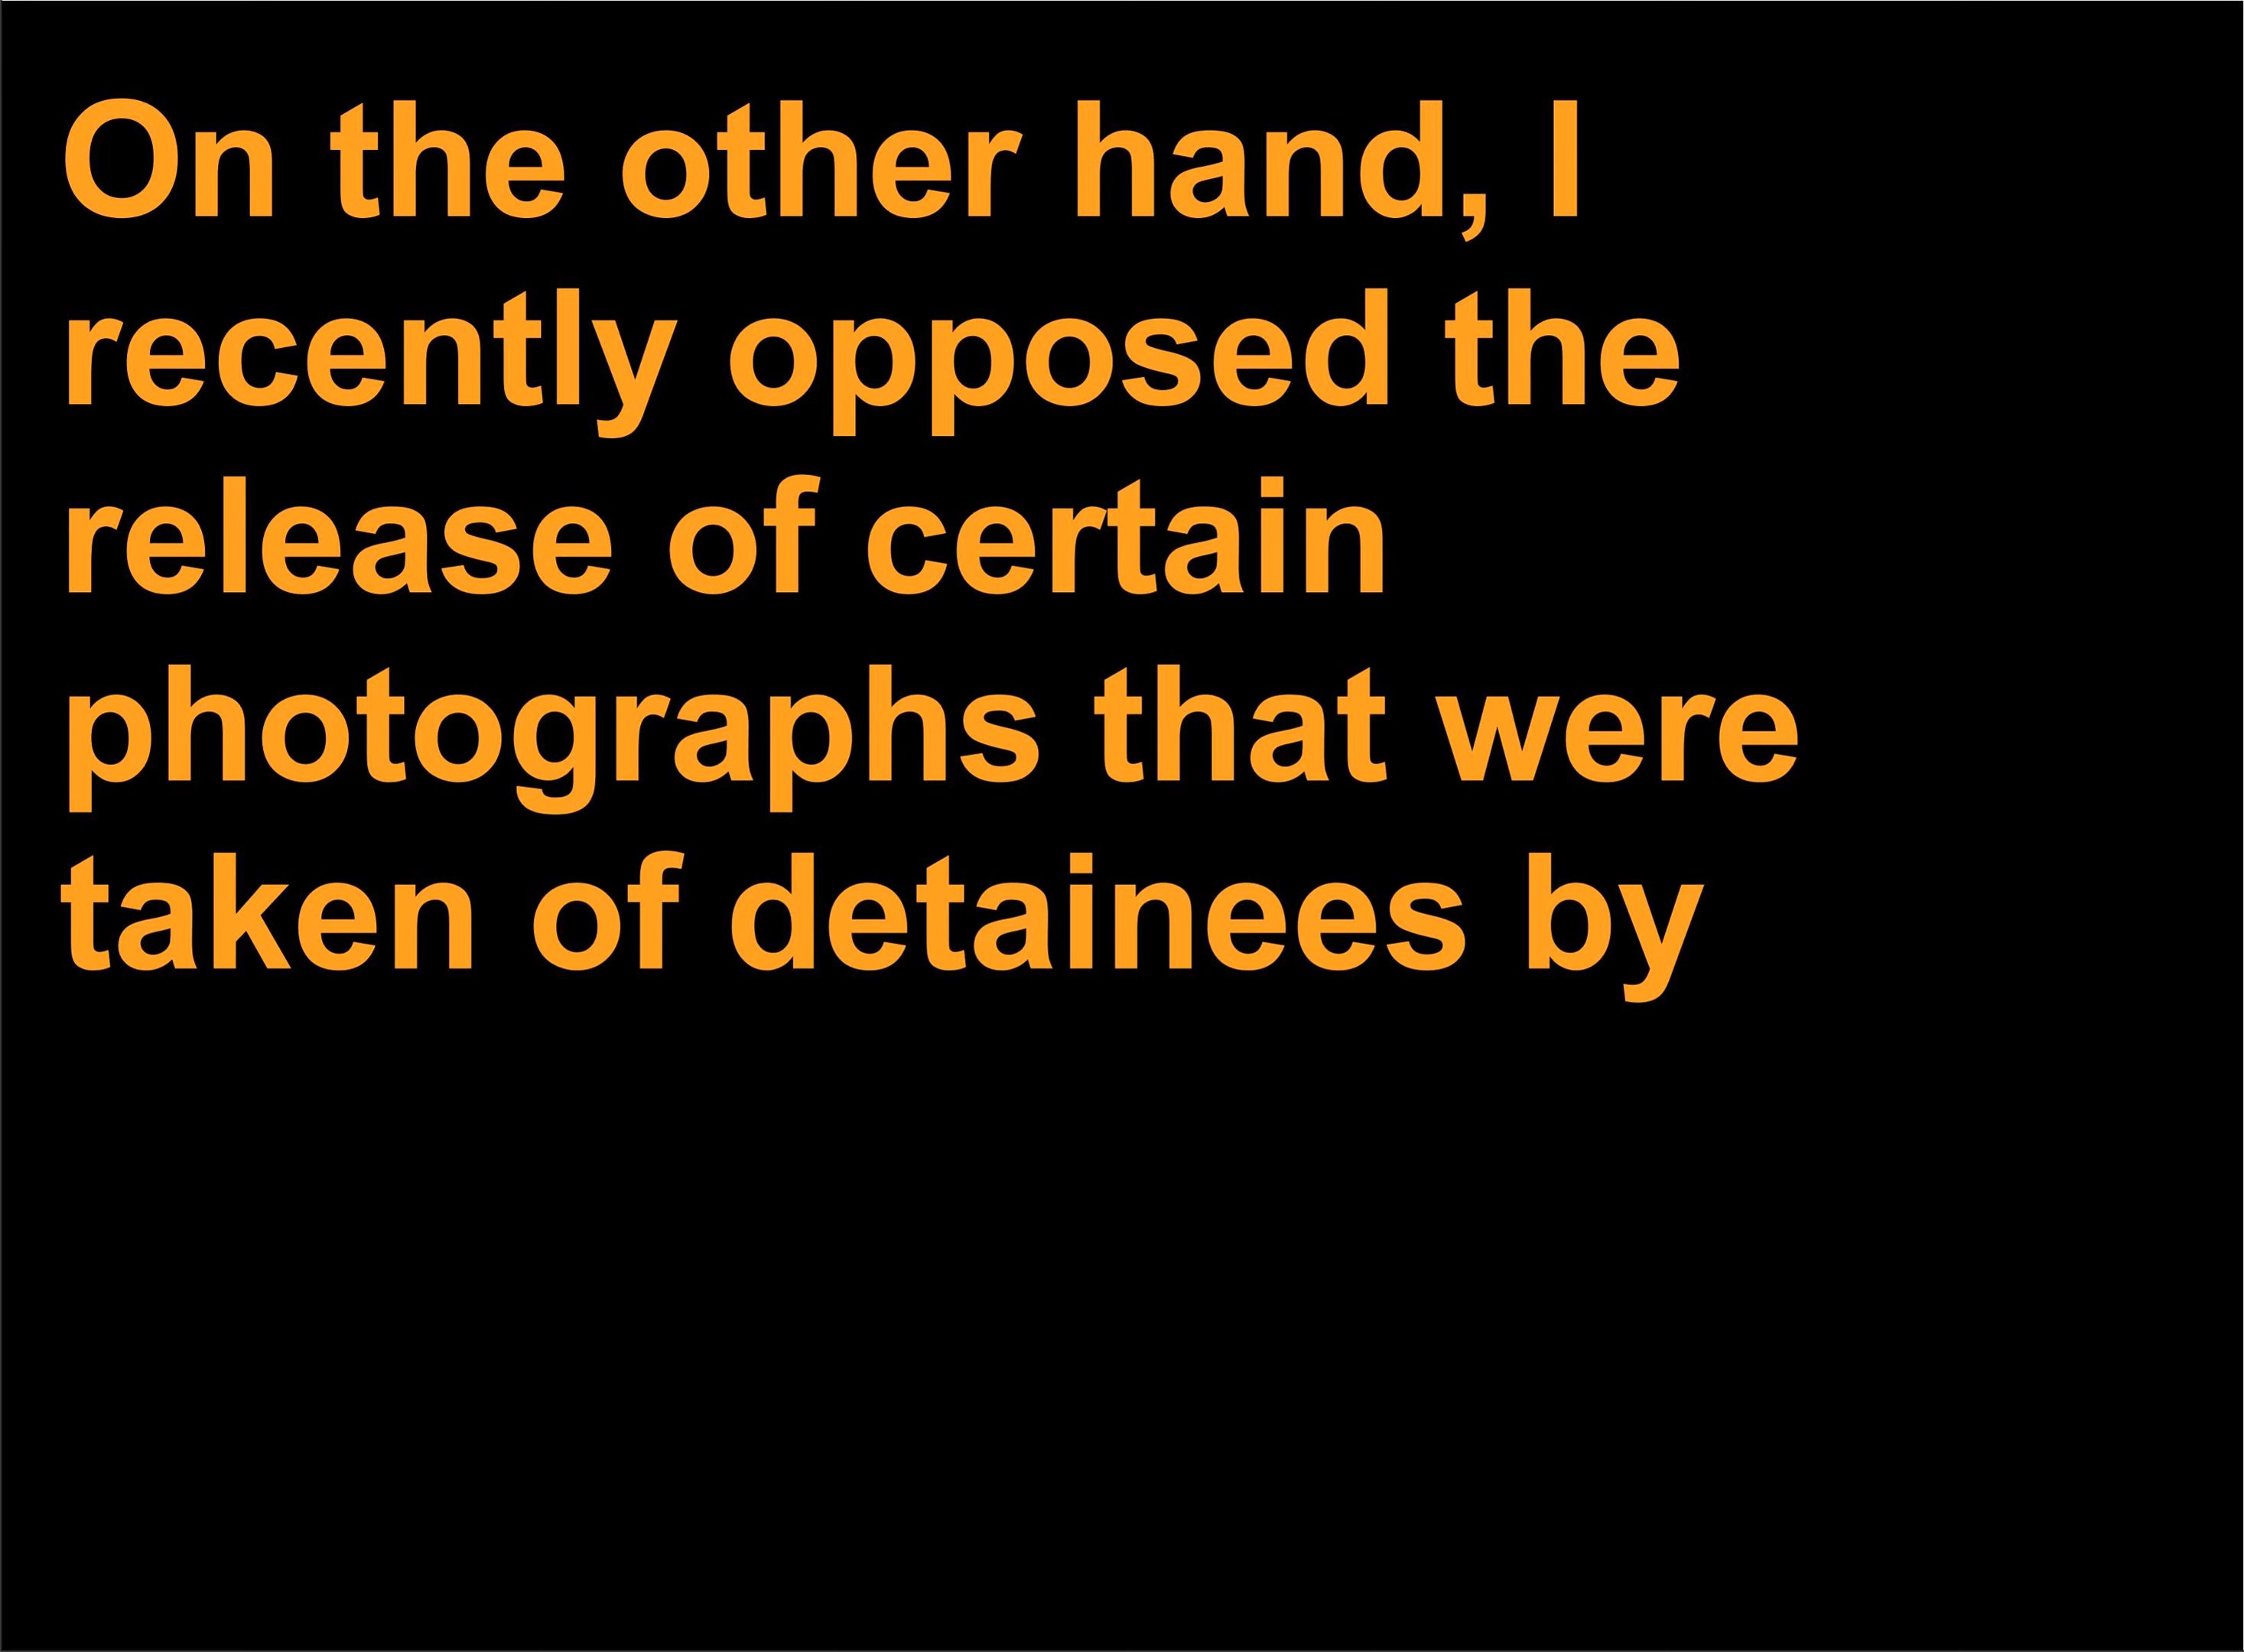 On the other hand, I
recently opposed the
release of certain
photographs that were
taken of detainees by